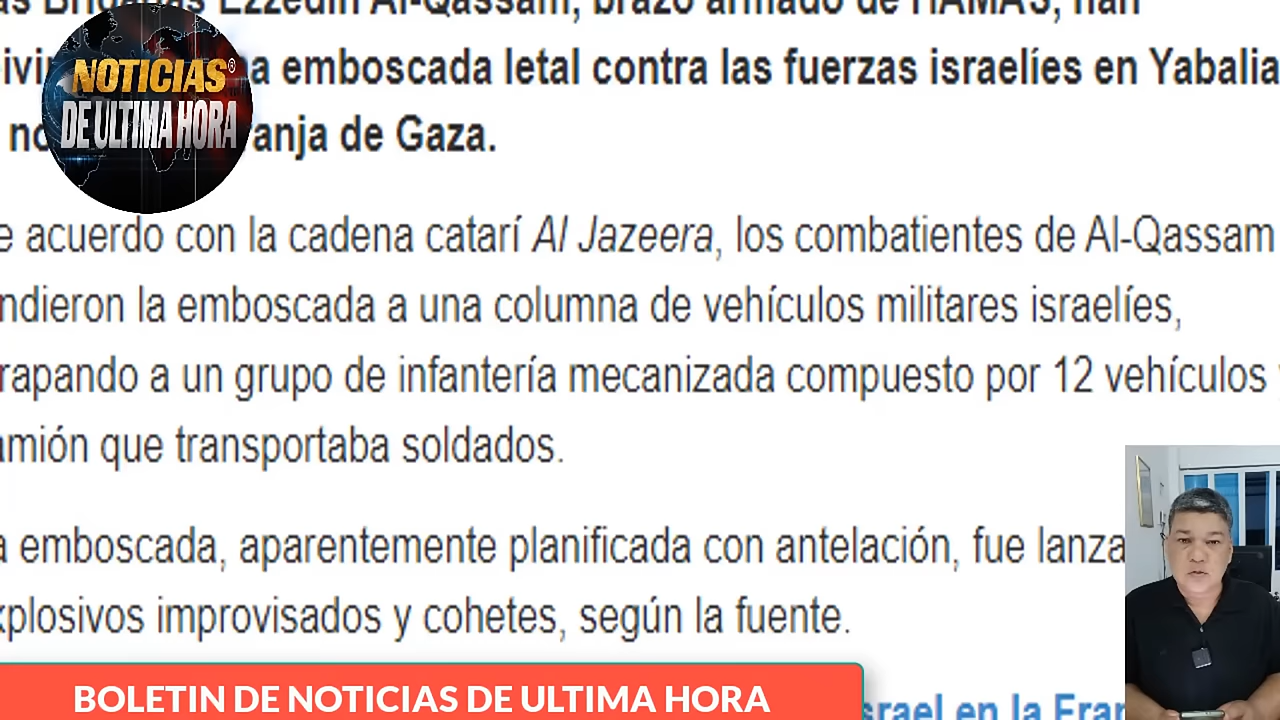 Al-Qassam, brazo armado de HAMAS, han
NOTICIAS®
DE ULTIMA HORA
a emboscada letal contra las fuerzas israelíes en Yabalia
de Gaza.
acuerdo con la cadena catarí Al Jazeera, los combatientes de Al-Qassam
ndieron la emboscada a una columna de vehículos militares israelíes,
rapando a un grupo de infantería mecanizada compuesto por 12 vehículos
amión que transportaba soldados.
a emboscada, aparentemente planificada con antelación, fue lanza
xplosivos improvisados y cohetes, según la fuente.
BOLETIN DE NOTICIAS DE ULTIMA HORA
srael en la Fran